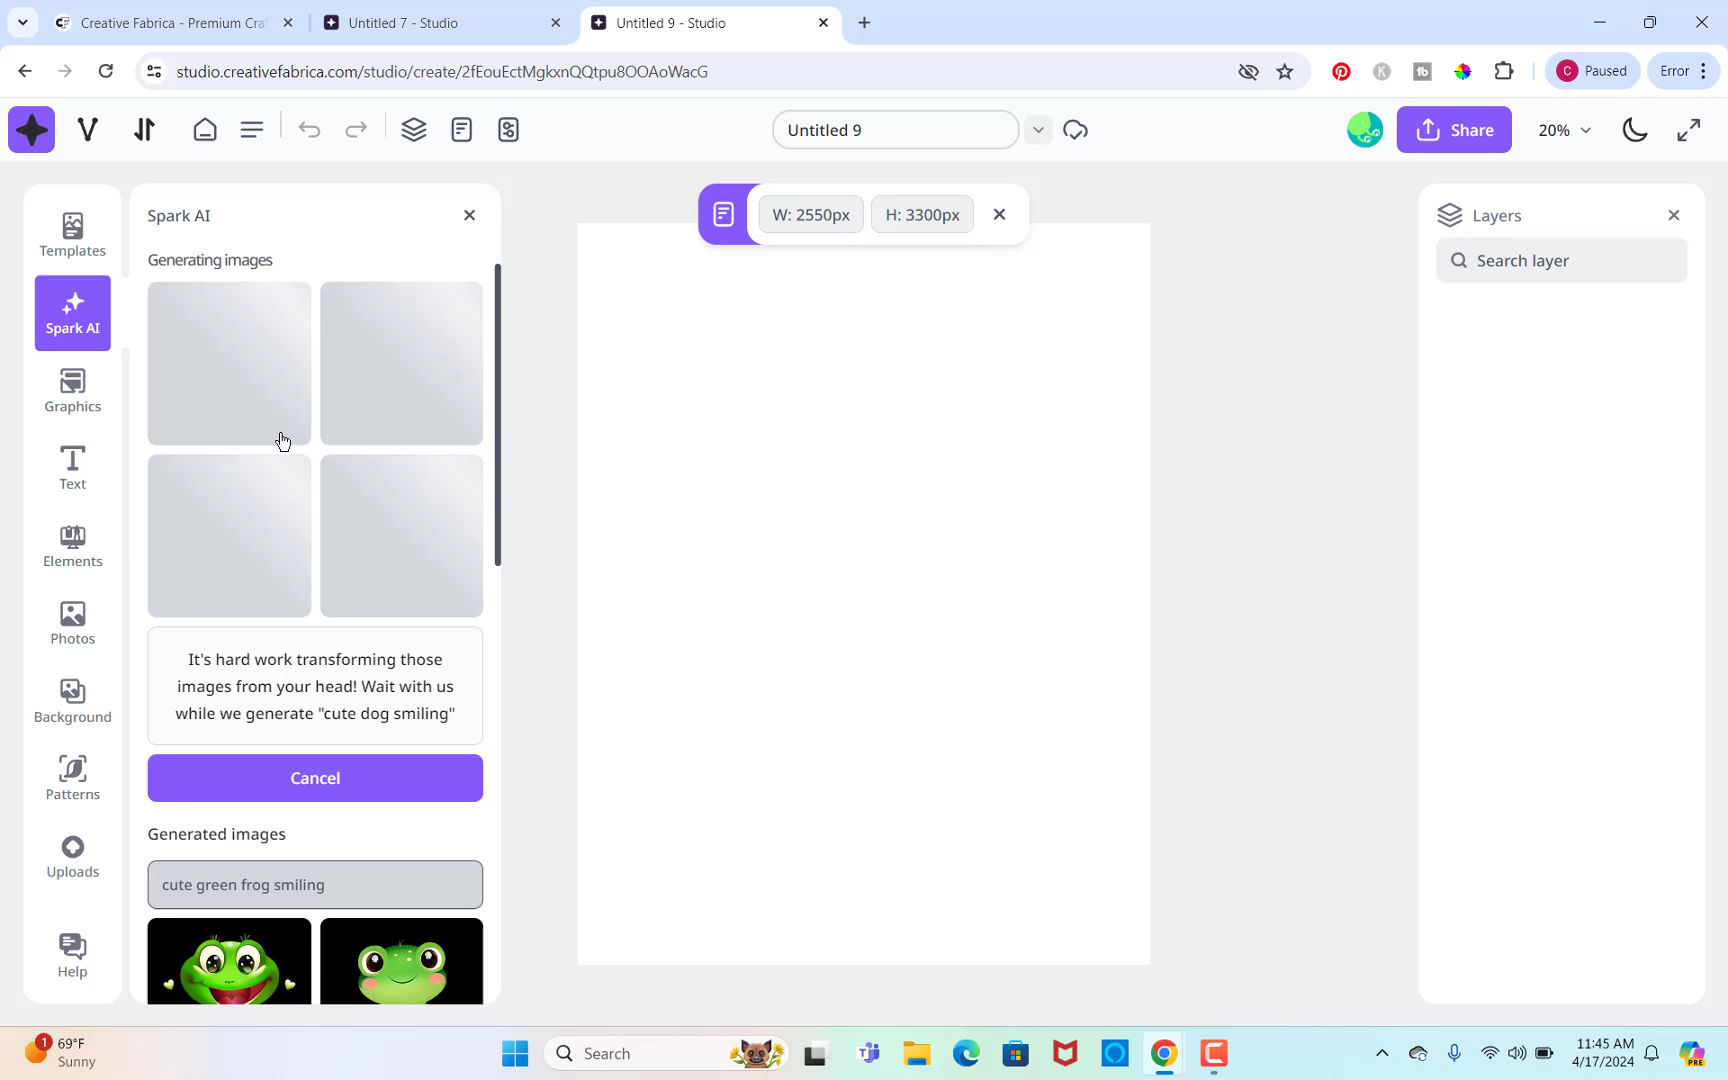 Creative Fabrica - Premium Cra
Untitled 7 - Studio
Untitled 9 - Studio
studio.creativefabrica.com/studio/create/2fEouEctMgkxnQQtpu8OOAoWacG
C Paused
Error
Untitled 9
Share
20%
Templates
Spark AI
Graphics
Text
Elements
Photos
Background
Patterns
Uploads
Help
Spark AI
Generating images
It's hard work transforming those
images from your head! Wait with us
while we generate "cute dog smiling"
Cancel
Generated images
cute green frog smiling
W: 2550px
H: 3300px
Layers
Search layer
1
69°F
Sunny
Search
11:45 AM
4/17/2024
PRE